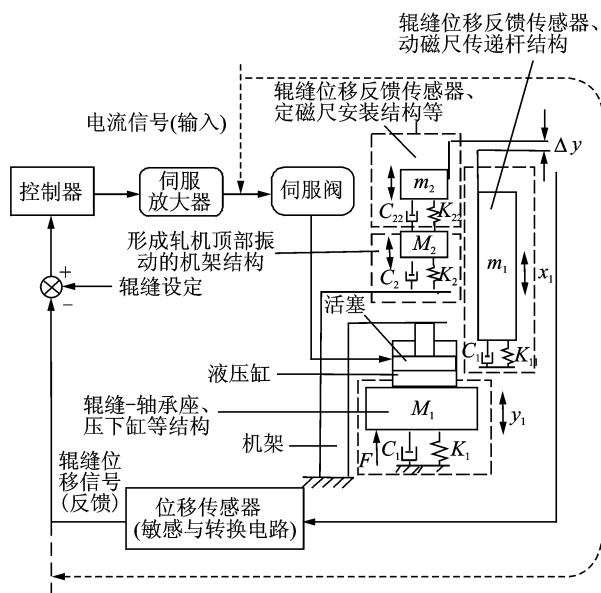 辊缝位移反馈传感器、
动磁尺传递杆结构
辊缝位移反馈传感器、
定磁尺安装结构等
电流信号(输入)
Δy
控制器
伺服
放大器
伺服阀
m₂
C₂₂
K₂₂
形成轧机顶部振
动的机架结构
M₂
C₂
K₂
m₁
x₁
+
−
辊缝设定
活塞
C₁
K₁₁
液压缸
辊缝-轴承座、
压下缸等结构
M₁
y₁
机架
F
C₁
K₁
辊缝位
移信号
(反馈)
位移传感器
(敏感与转换电路)